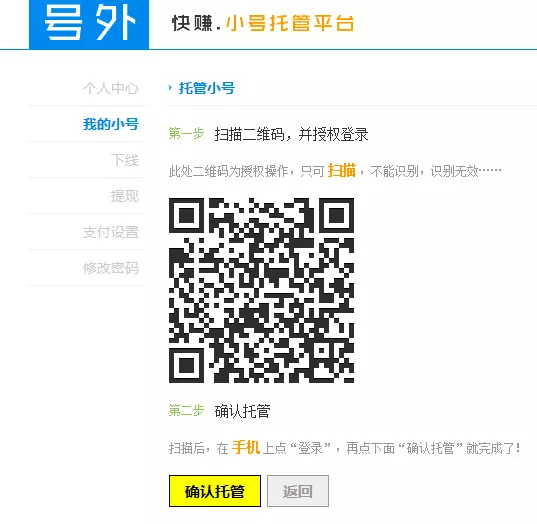 号外
快赚.小号托管平台
个人中心
我的小号
下线
提现
支付设置
修改密码
托管小号
第一步 扫描二维码，并授权登录
此处二维码为授权操作，只可 扫描 ，不能识别，识别无效……
第二步 确认托管
扫描后，在 手机 上点“登录”，再点下面“确认托管”就完成了!
确认托管 返回